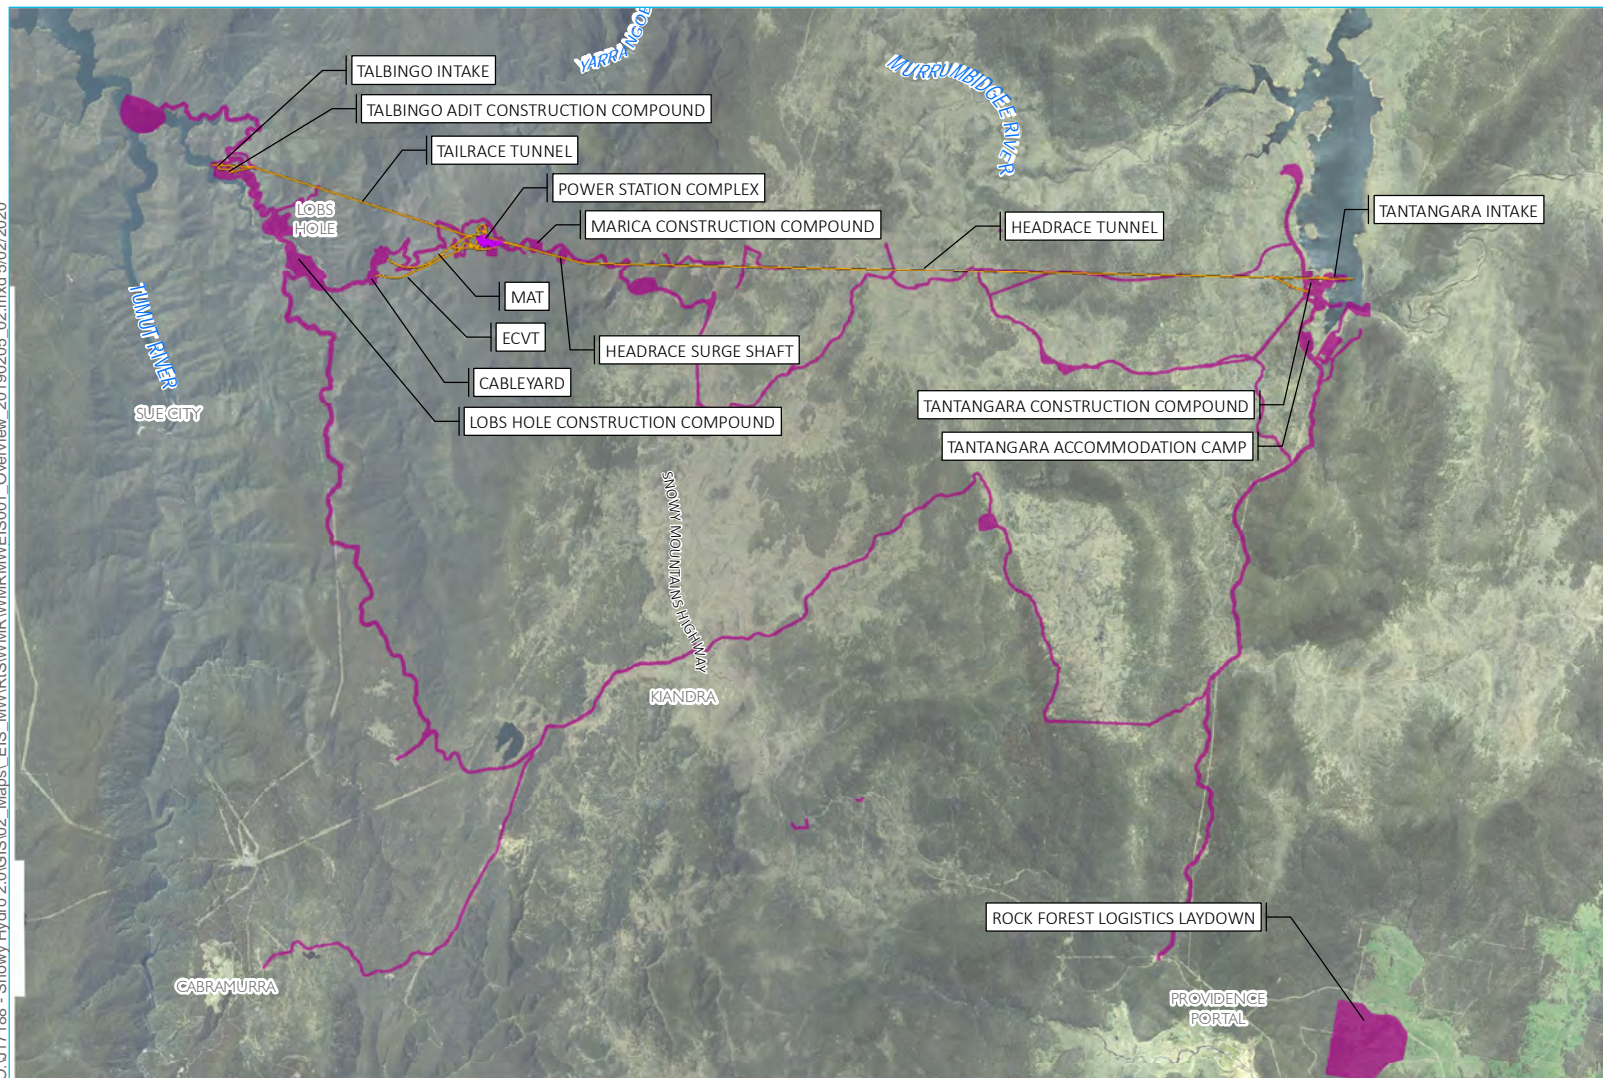 YARRANGOB
MURRUMBIDGEE RIVER
TALBINGO INTAKE
TALBINGO ADIT CONSTRUCTION COMPOUND
TAILRACE TUNNEL
POWER STATION COMPLEX
MARICA CONSTRUCTION COMPOUND
HEADRACE TUNNEL
TANTANGARA INTAKE
LOBS
HOLE
MAT
ECVT
HEADRACE SURGE SHAFT
CABLEYARD
LOBS HOLE CONSTRUCTION COMPOUND
TUMUT RIVER
SUE CITY
TANTANGARA CONSTRUCTION COMPOUND
TANTANGARA ACCOMMODATION CAMP
SNOWY MOUNTAINS HIGHWAY
KIANDRA
ROCK FOREST LOGISTICS LAYDOWN
CABRAMURRA
PROVIDENCE
PORTAL